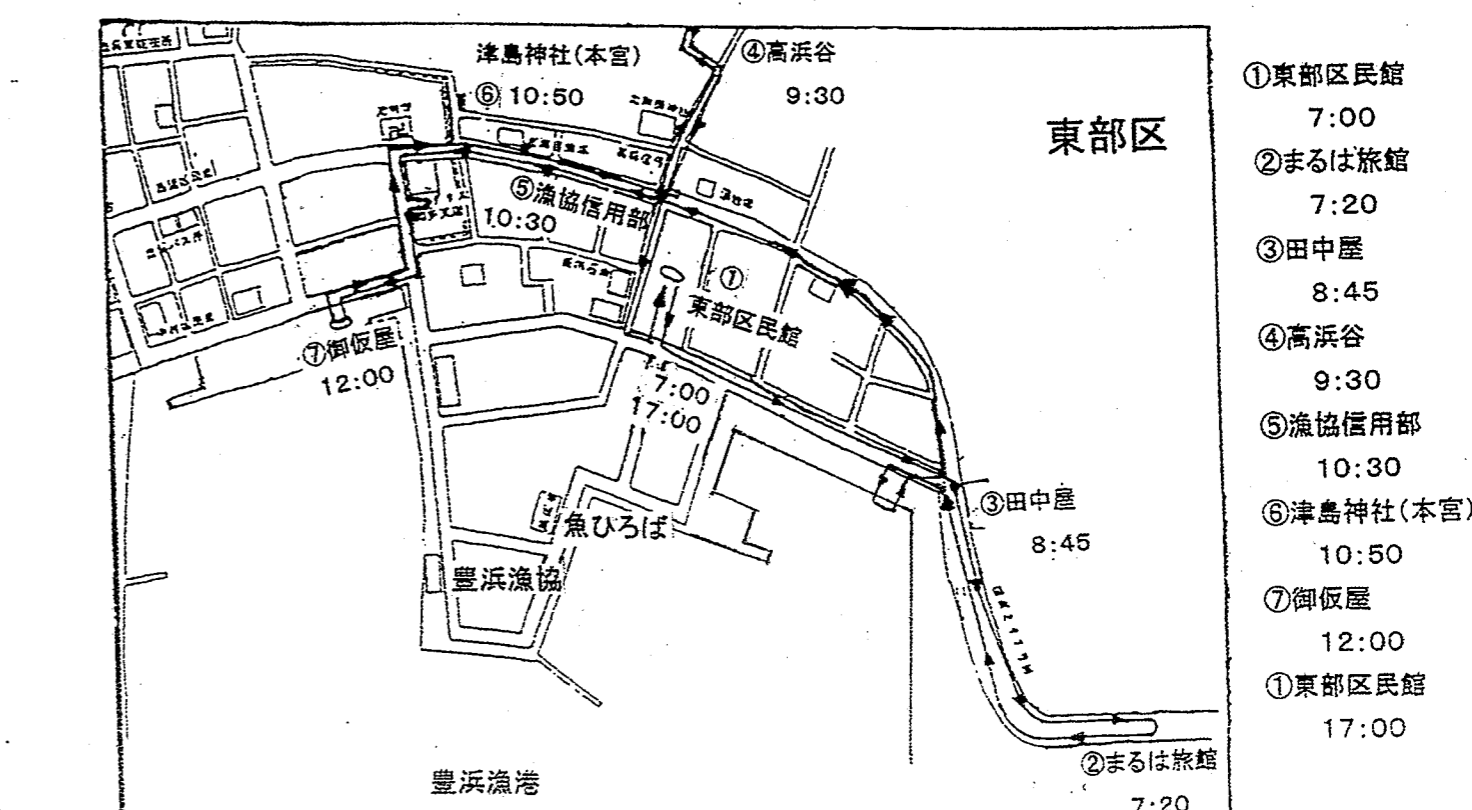 津島神社(本宮)
⑥ 10:50
④高浜谷
9:30
東部区
⑤漁協信用部
10:30
①
東部区民館
7:00
17:00
⑦御仮屋
12:00
③田中屋
8:45
魚ひろば
豊浜漁協
豊浜漁港
②まるは旅館
7:20
①東部区民館
7:00
②まるは旅館
7:20
③田中屋
8:45
④高浜谷
9:30
⑤漁協信用部
10:30
⑥津島神社(本宮)
10:50
⑦御仮屋
12:00
①東部区民館
17:00